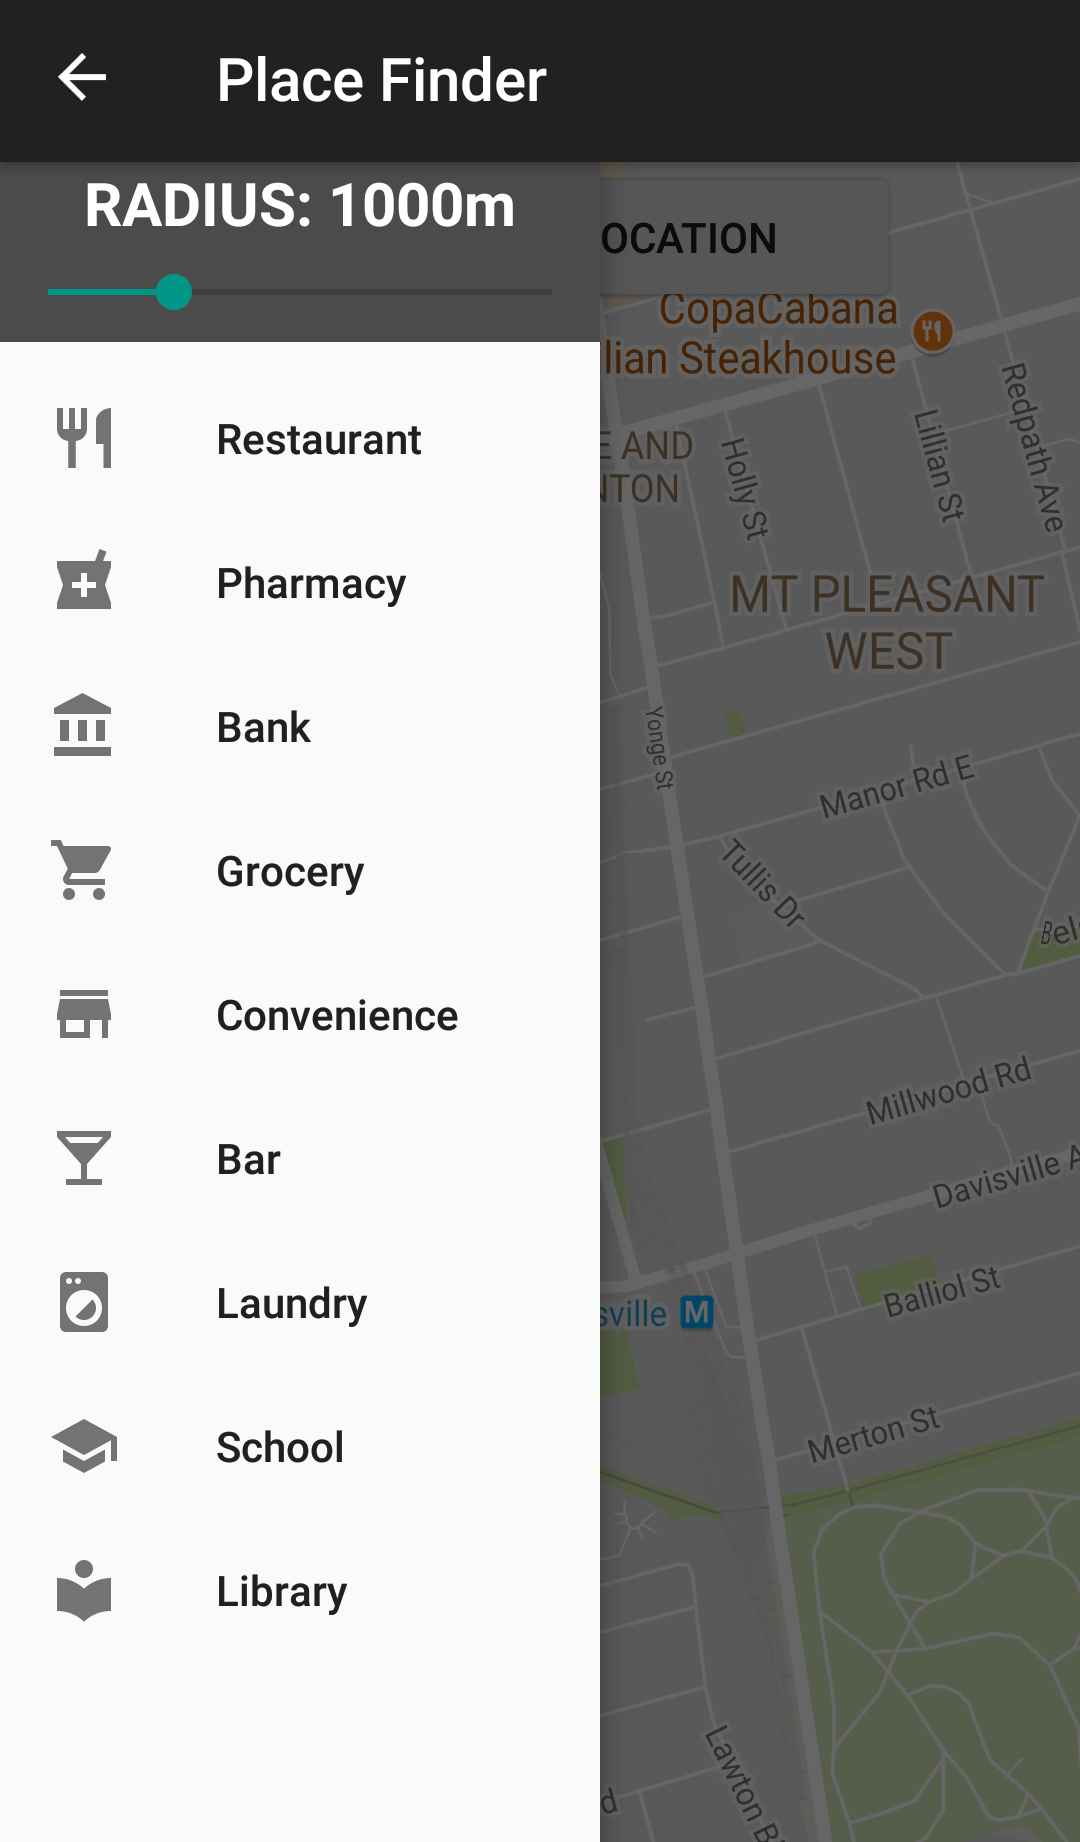 Place Finder
RADIUS: 1000m
Restaurant
Pharmacy
Bank
Grocery
Convenience
Bar
Laundry
School
Library
OCATION
CopaCabana
lian Steakhouse
E AND
NTON
Holly St
Lillian St
Redpath Ave
MT PLEASANT
WEST
Yonge St
Manor Rd E
Tullis Dr
Bels
Millwood Rd
Davisville A
Balliol St
sville M
Merton St
Lawton B
d